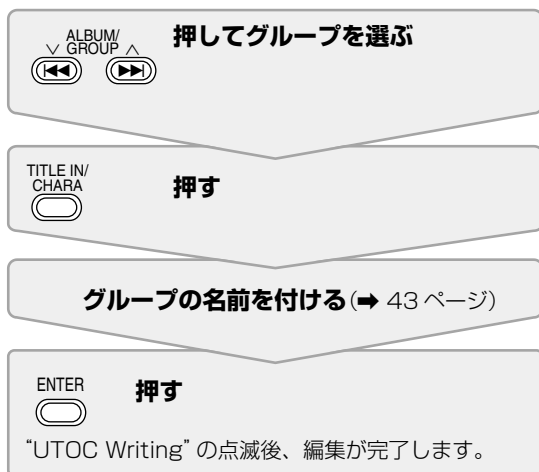 ALBUM/
∨ GROUP ∧
押してグループを選ぶ
TITLE IN/
CHARA
押す
グループの名前を付ける(➡ 43 ページ)
ENTER
押す
“UTOC Writing”の点滅後、編集が完了します。